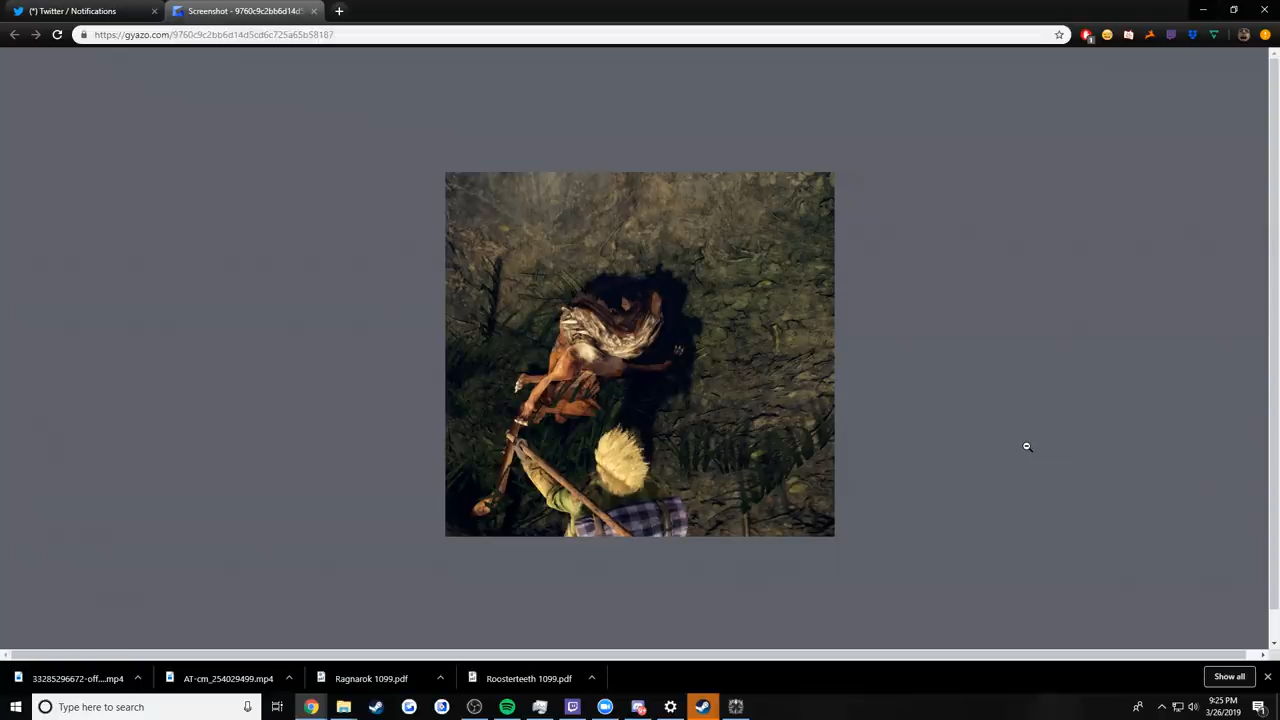 (*) Twitter / Notifications
Screenshot - 9760c9c2bb6d14d5
https://gyazo.com/9760c9c2bb6d14d5cd6c725a65b58187
33285296672-off....mp4
AT-cm_254029499.mp4
Ragnarok 1099.pdf
Roosterteeth 1099.pdf
Show all
Type here to search
9:25 PM
3/26/2019